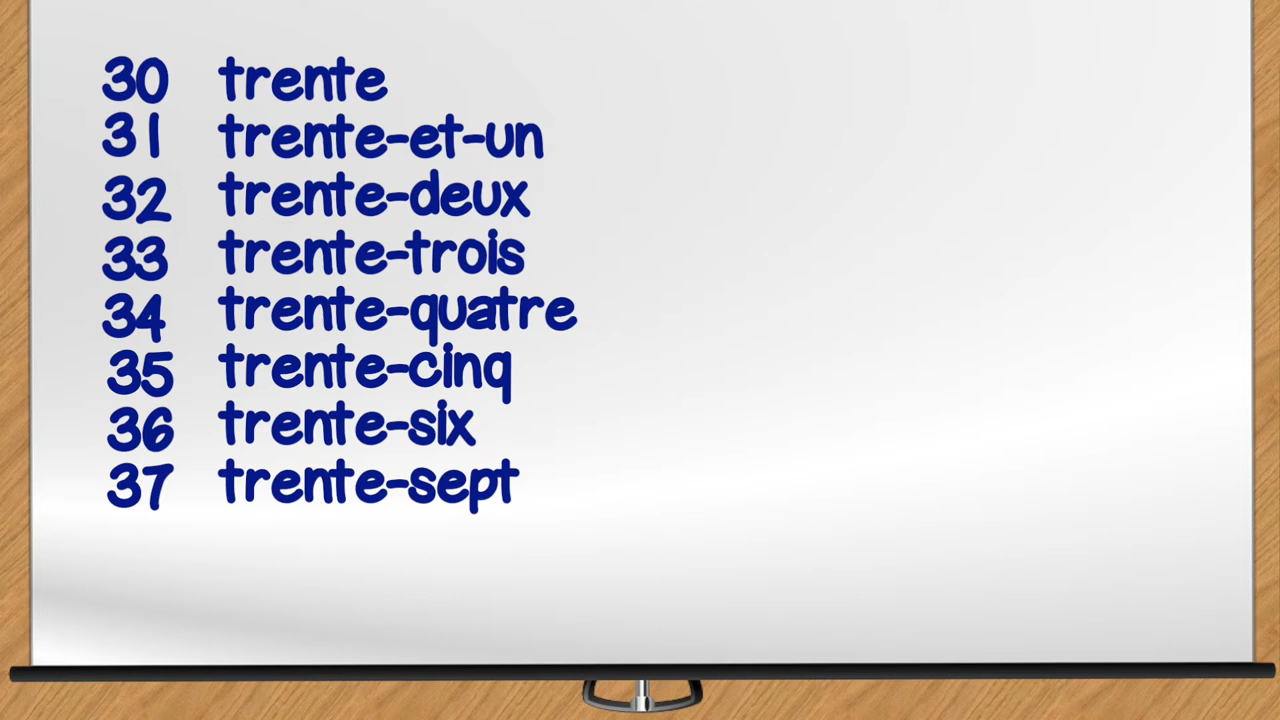 30 trente
31 trente-et-un
32 trente-deux
33 trente-trois
34 trente-quatre
35 trente-cinq
36 trente-six
37 trente-sept